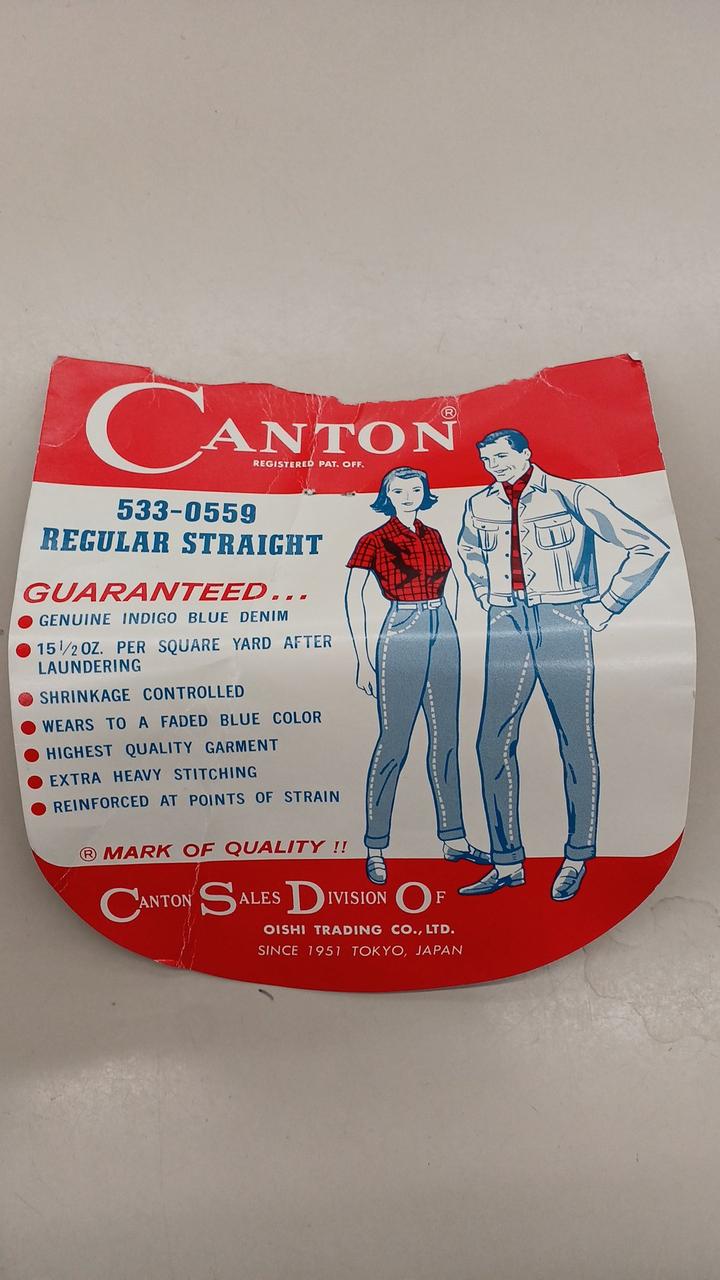 CANTON®
REGISTERED PAT. OFF.
533-0559
REGULAR STRAIGHT
GUARANTEED...
● GENUINE INDIGO BLUE DENIM
● 15 1/2 OZ. PER SQUARE YARD AFTER
LAUNDERING
● SHRINKAGE CONTROLLED
● WEARS TO A FADED BLUE COLOR
● HIGHEST QUALITY GARMENT
● EXTRA HEAVY STITCHING
● REINFORCED AT POINTS OF STRAIN
® MARK OF QUALITY !!
CANTON SALES DIVISION OF
OISHI TRADING CO., LTD.
SINCE 1951 TOKYO, JAPAN